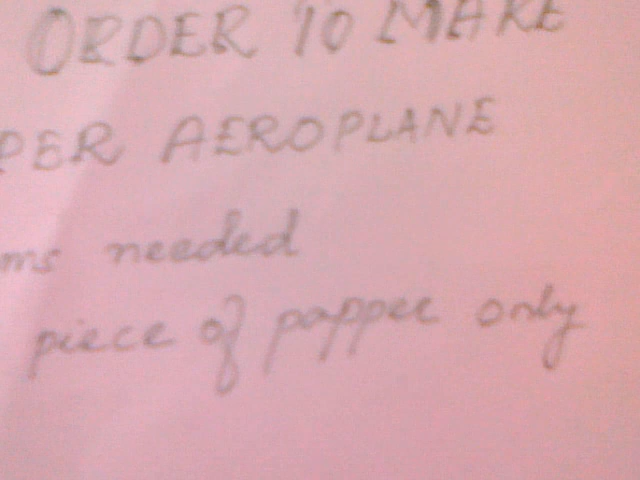 ORDER TO MAKE
PER AEROPLANE
ms needed
piece of papper only